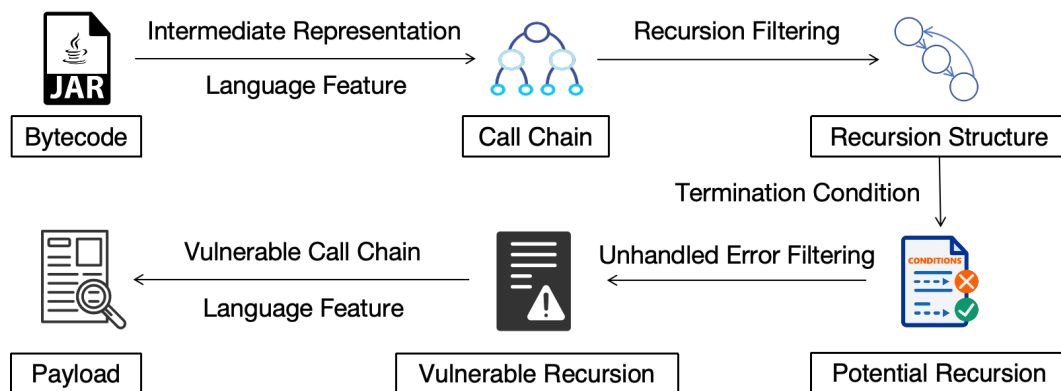 Intermediate Representation
Recursion Filtering
JAR
Language Feature
Bytecode
Call Chain
Recursion Structure
Termination Condition
Vulnerable Call Chain
Unhandled Error Filtering
CONDITIONS
Language Feature
Payload
Vulnerable Recursion
Potential Recursion